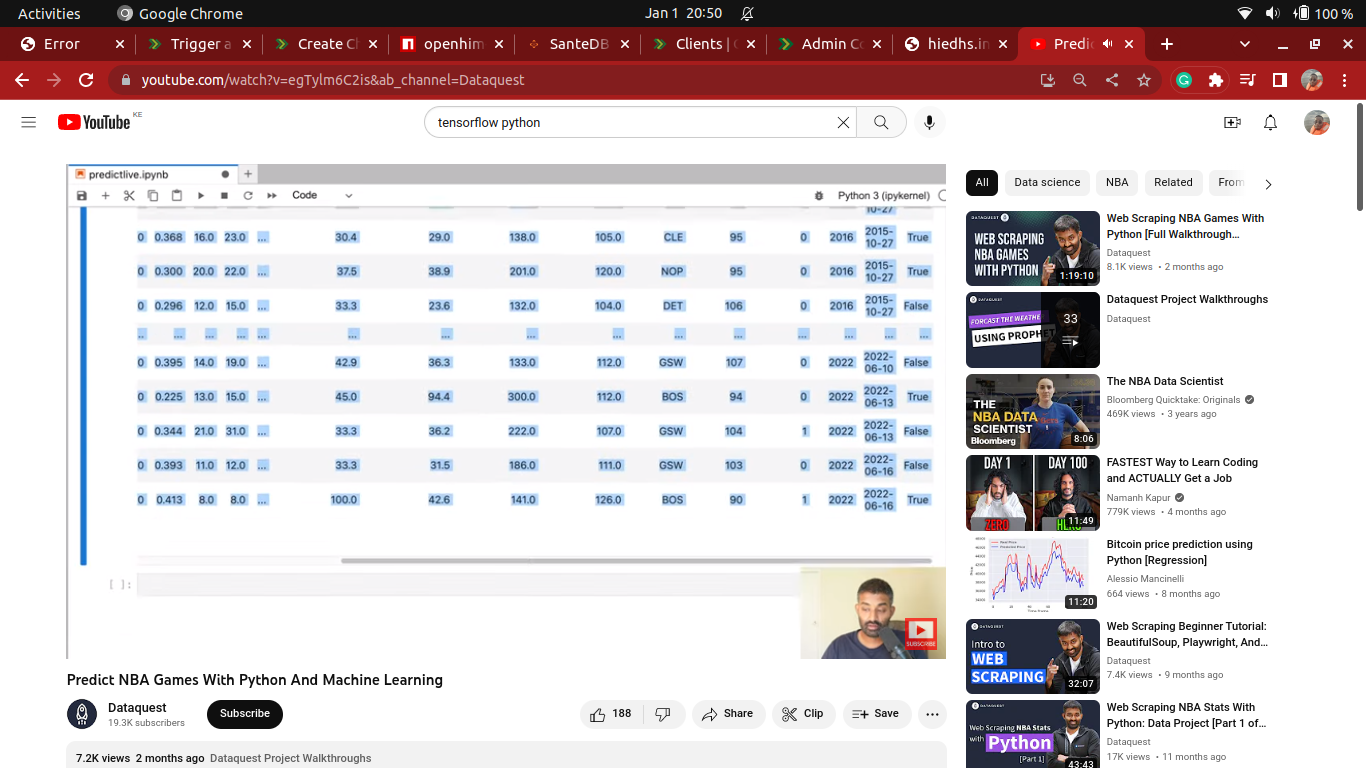 Activities
Google Chrome
Jan 1 20:50
100 %
Error
Trigger a
Create Cl
openhim
SanteDB
Clients | C
Admin Co
hiedhs.in
Predic
youtube.com/watch?v=egTylm6C2is&ab_channel=Dataquest
YouTube KE
tensorflow python
predictlive.ipynb
Code
Python 3 (ipykernel)
10-27
0 0.368 16.0 23.0 ... 30.4 29.0 138.0 105.0 CLE 95 0 2016 2015-10-27 True
0 0.300 20.0 22.0 ... 37.5 38.9 201.0 120.0 NOP 95 0 2016 2015-10-27 True
0 0.296 12.0 15.0 ... 33.3 23.6 132.0 104.0 DET 106 0 2016 2015-10-27 False
.. ... ... ... ... ... ... ... ... ... ... ... ... ... ...
0 0.395 14.0 19.0 ... 42.9 36.3 133.0 112.0 GSW 107 0 2022 2022-06-10 False
0 0.225 13.0 15.0 ... 45.0 94.4 300.0 112.0 BOS 94 0 2022 2022-06-13 True
0 0.344 21.0 31.0 ... 33.3 36.2 222.0 107.0 GSW 104 1 2022 2022-06-13 False
0 0.393 11.0 12.0 ... 33.3 31.5 186.0 111.0 GSW 103 0 2022 2022-06-16 False
0 0.413 8.0 8.0 ... 100.0 42.6 141.0 126.0 BOS 90 1 2022 2022-06-16 True
[ ]:
SUBSCRIBE
Predict NBA Games With Python And Machine Learning
Dataquest
19.3K subscribers
Subscribe
188
Share
Clip
Save
7.2K views 2 months ago Dataquest Project Walkthroughs
All
Data science
NBA
Related
From
DATAQUEST
WEB SCRAPING
NBA GAMES
WITH PYTHON
1:19:10
Web Scraping NBA Games With
Python [Full Walkthrough...
Dataquest
8.1K views • 2 months ago
DATAQUEST
FORCAST THE WEATHE
USING PROPHET
33
Dataquest Project Walkthroughs
Dataquest
THE
NBA DATA
SCIENTIST
Bloomberg
8:06
The NBA Data Scientist
Bloomberg Quicktake: Originals
469K views • 3 years ago
DAY 1
DAY 100
ZERO
HERO
11:49
FASTEST Way to Learn Coding
and ACTUALLY Get a Job
Namanh Kapur
779K views • 4 months ago
11:20
Bitcoin price prediction using
Python [Regression]
Alessio Mancinelli
664 views • 8 months ago
DATAQUEST
Intro to
WEB
SCRAPING
32:07
Web Scraping Beginner Tutorial:
BeautifulSoup, Playwright, And...
Dataquest
7.4K views • 9 months ago
DATAQUEST
Web Scraping NBA Stats
with Python
[Part 1]
43:43
Web Scraping NBA Stats With
Python: Data Project [Part 1 of...
Dataquest
17K views • 11 months ago